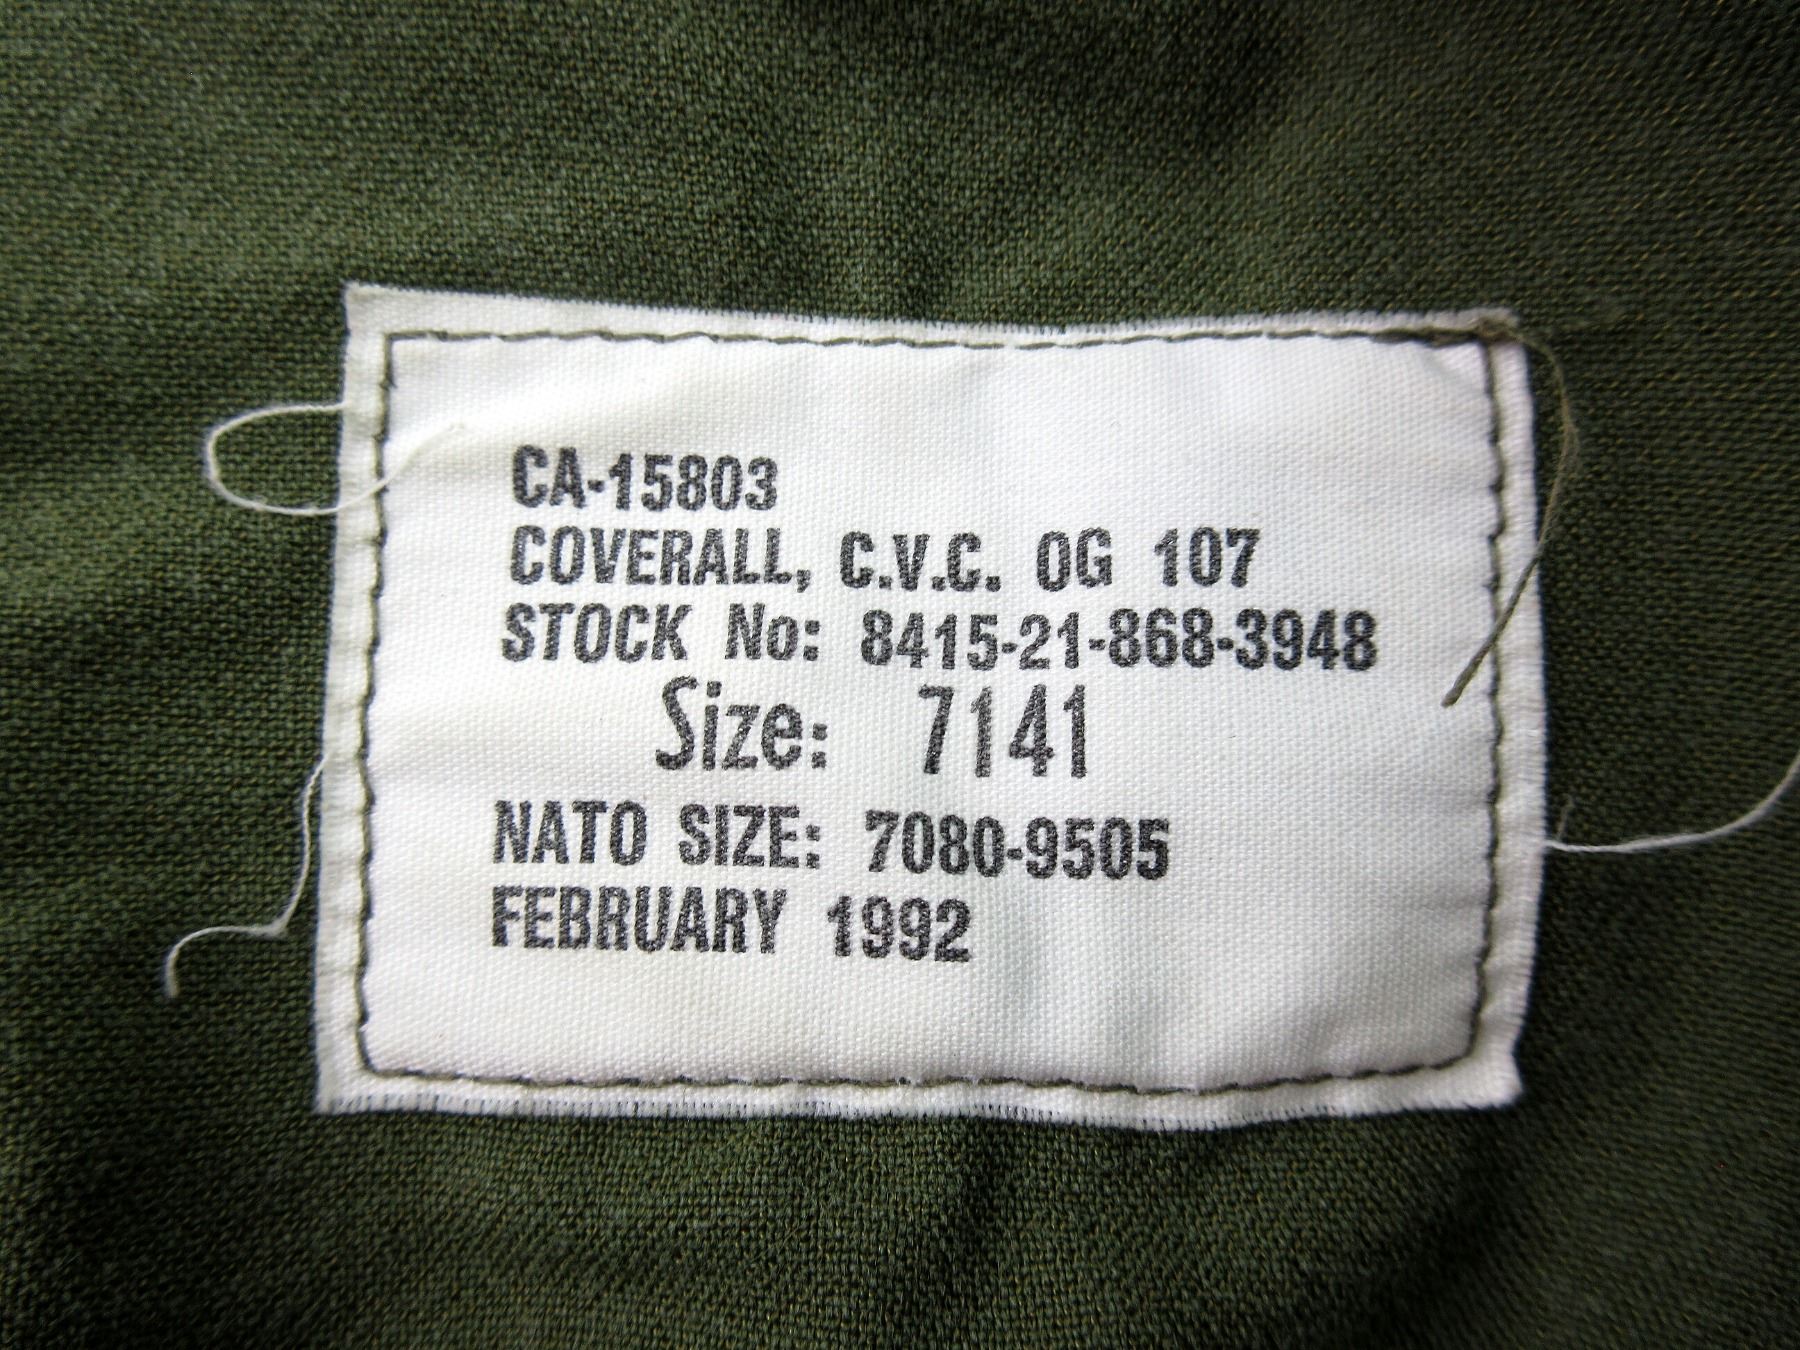 CA-15803
COVERALL, C.V.C. OG 107
STOCK No: 8415-21-868-3948
Size: 7141
NATO SIZE: 7080-9505
FEBRUARY 1992